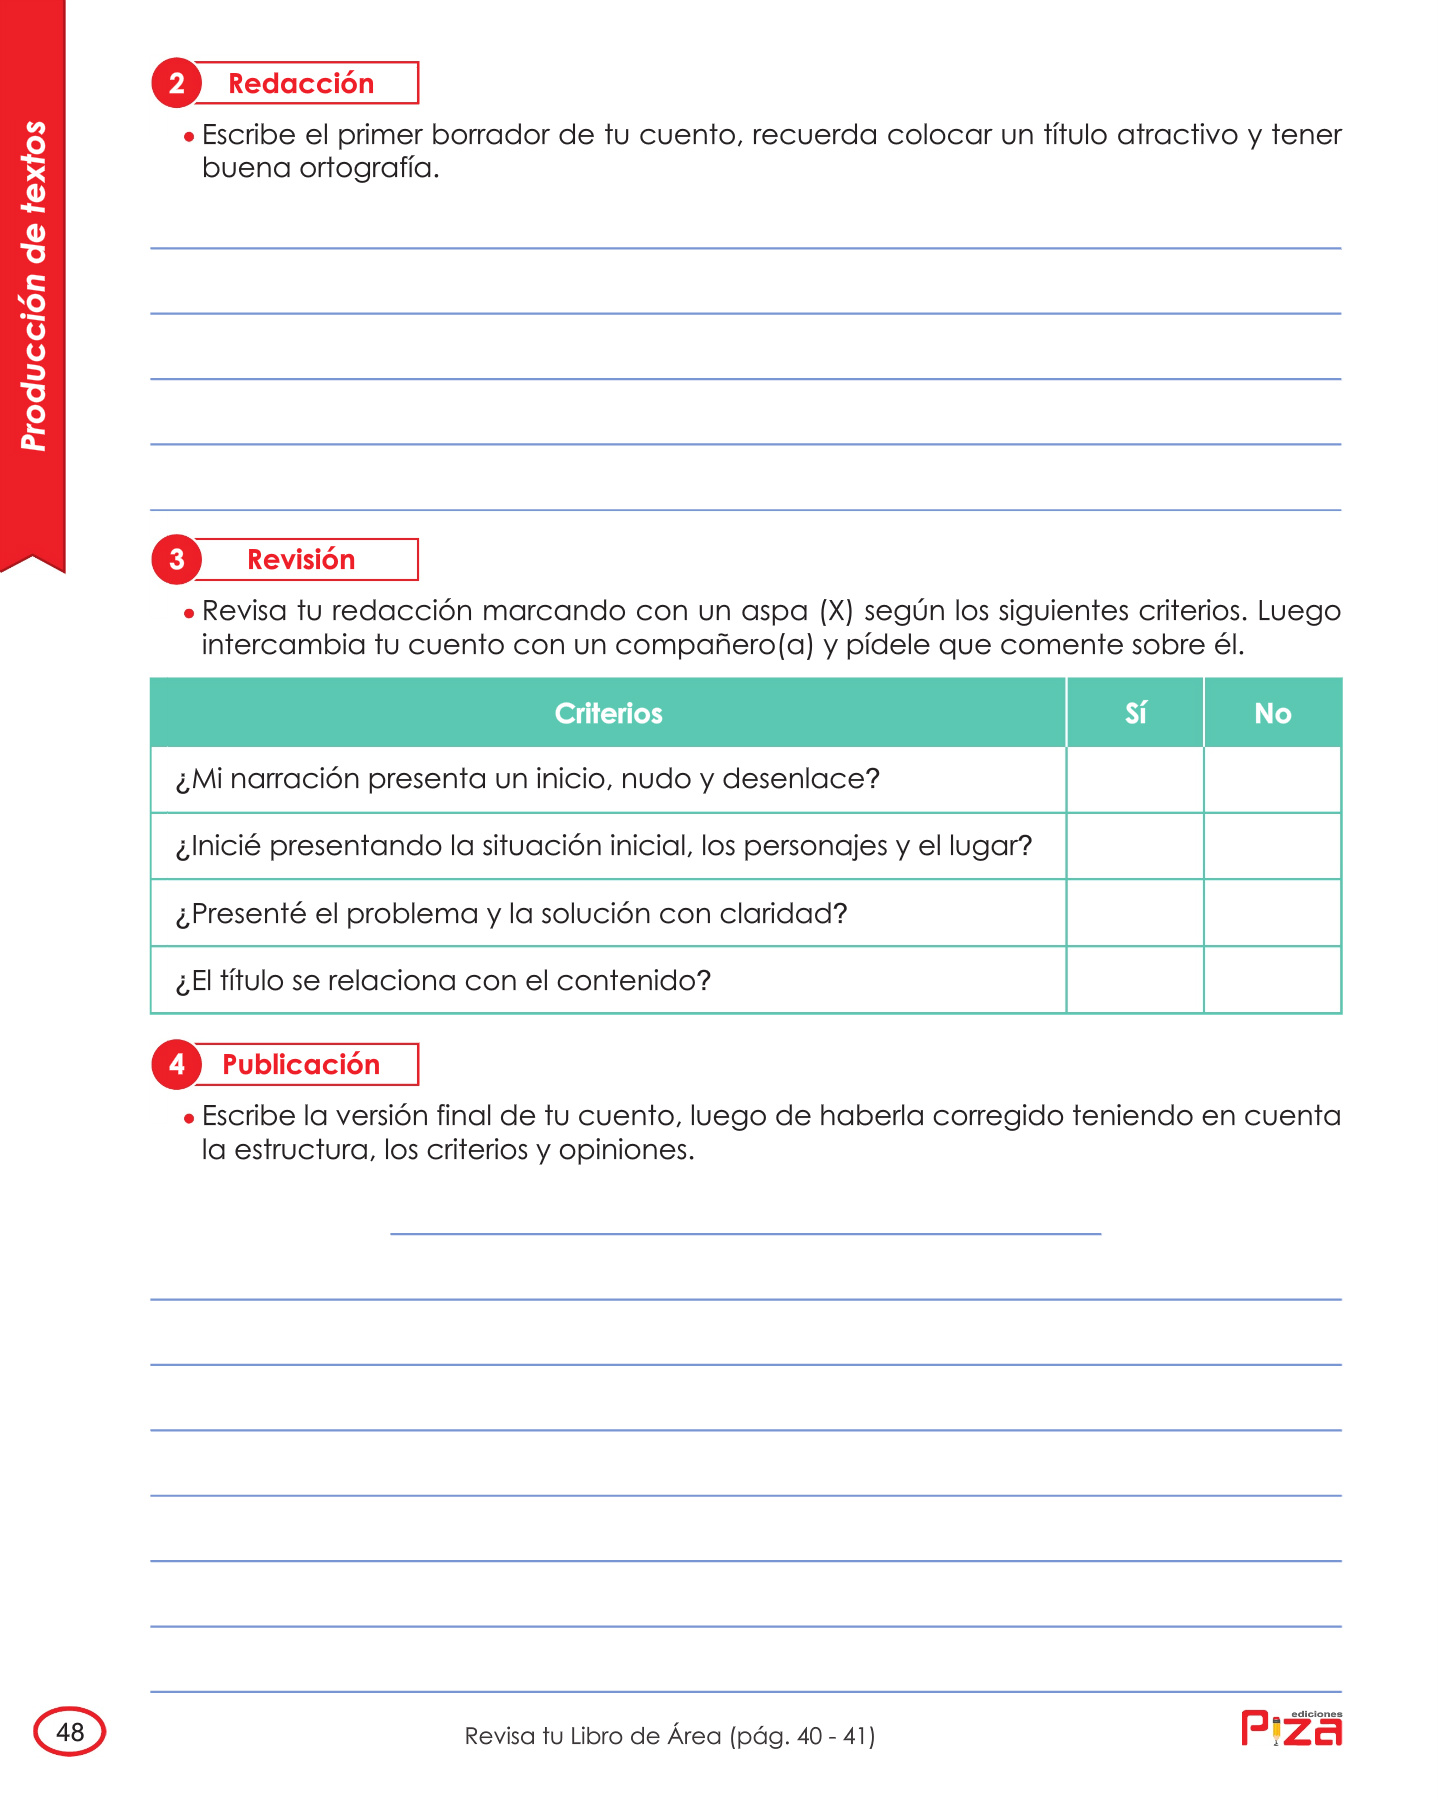 Producción de textos
2 Redacción
• Escribe el primer borrador de tu cuento, recuerda colocar un título atractivo y tener
buena ortografía.
3 Revisión
• Revisa tu redacción marcando con un aspa (X) según los siguientes criterios. Luego
intercambia tu cuento con un compañero(a) y pídele que comente sobre él.
Criterios Sí No
¿Mi narración presenta un inicio, nudo y desenlace?
¿Inicié presentando la situación inicial, los personajes y el lugar?
¿Presenté el problema y la solución con claridad?
¿El título se relaciona con el contenido?
4 Publicación
• Escribe la versión final de tu cuento, luego de haberla corregido teniendo en cuenta
la estructura, los criterios y opiniones.
48
Revisa tu Libro de Área (pág. 40 - 41)
ediciones
Piza